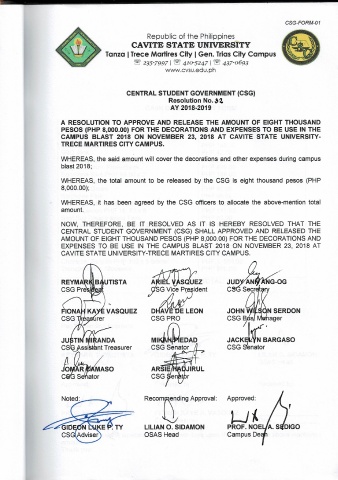 CSG-FORM-01
Republic of the Philippines
CAVITE STATE UNIVERSITY
Tanza | Trece Martires City | Gen. Trias City Campus
☏ 235-7997 | ☏ 410-5247 | ☏ 437-0693
www.cvsu.edu.ph
CENTRAL STUDENT GOVERNMENT (CSG)
Resolution No.
AY 2018-2019
A RESOLUTION TO APPROVE AND RELEASE THE AMOUNT OF EIGHT THOUSAND
PESOS (PHP 8,000.00) FOR THE DECORATIONS AND EXPENSES TO BE USE IN THE
CAMPUS BLAST 2018 ON NOVEMBER 23, 2018 AT CAVITE STATE UNIVERSITY-
TRECE MARTIRES CITY CAMPUS.
WHEREAS, the said amount will cover the decorations and other expenses during campus
blast 2018;
WHEREAS, the total amount to be released by the CSG is eight thousand pesos (PHP
8,000.00);
WHEREAS, it has been agreed by the CSG officers to allocate the above-mention total
amount.
NOW, THEREFORE, BE IT RESOLVED AS IT IS HEREBY RESOLVED THAT THE
CENTRAL STUDENT GOVERNMENT (CSG) SHALL APPROVED AND RELEASED THE
AMOUNT OF EIGHT THOUSAND PESOS (PHP 8,000.00) FOR THE DECORATIONS AND
EXPENSES TO BE USE IN THE CAMPUS BLAST 2018 ON NOVEMBER 23, 2018 AT
CAVITE STATE UNIVERSITY-TRECE MARTIRES CITY CAMPUS.
REYMARK BAUTISTA ARIEL VASQUEZ JUDY ANN ANG-OG
CSG President CSG Vice President CSG Secretary
FIONAH KAYE VASQUEZ DHAVE DE LEON JOHN WILSON SERDON
CSG Treasurer CSG PRO CSG Bus. Manager
JUSTIN MIRANDA MIKAH PIEDAD JACKELYN BARGASO
CSG Assistant Treasurer CSG Senator CSG Senator
JOMAR DAMASO ARSIE HADJIRUL
CSG Senator CSG Senator
Noted: Recommending Approval: Approved:
GIDEON LUKE P. TY LILIAN O. SIDAMON PROF. NOEL A. SEDIGO
CSG Adviser OSAS Head Campus Dean